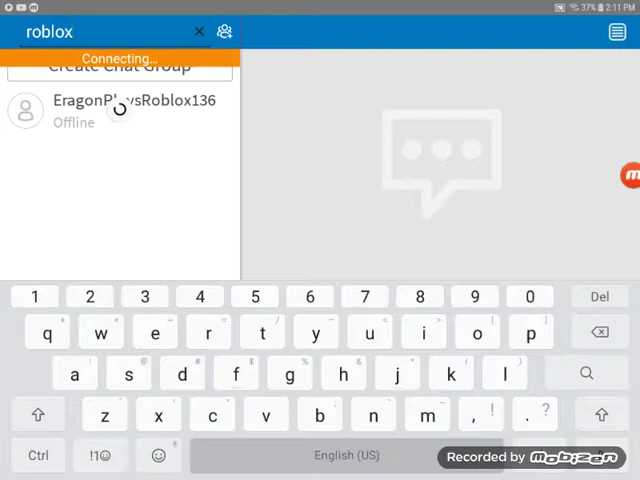 37% 2:11 PM
roblox
Connecting...
Create Chat Group
EragonPlaysRoblox136
Offline
m
1 2 3 4 5 6 7 8 9 0 Del
q w e r t y u i o p
a s d f g h j k l
z x c v b n m , ! . ?
Ctrl !1☺ English (US)
Recorded by mobizen